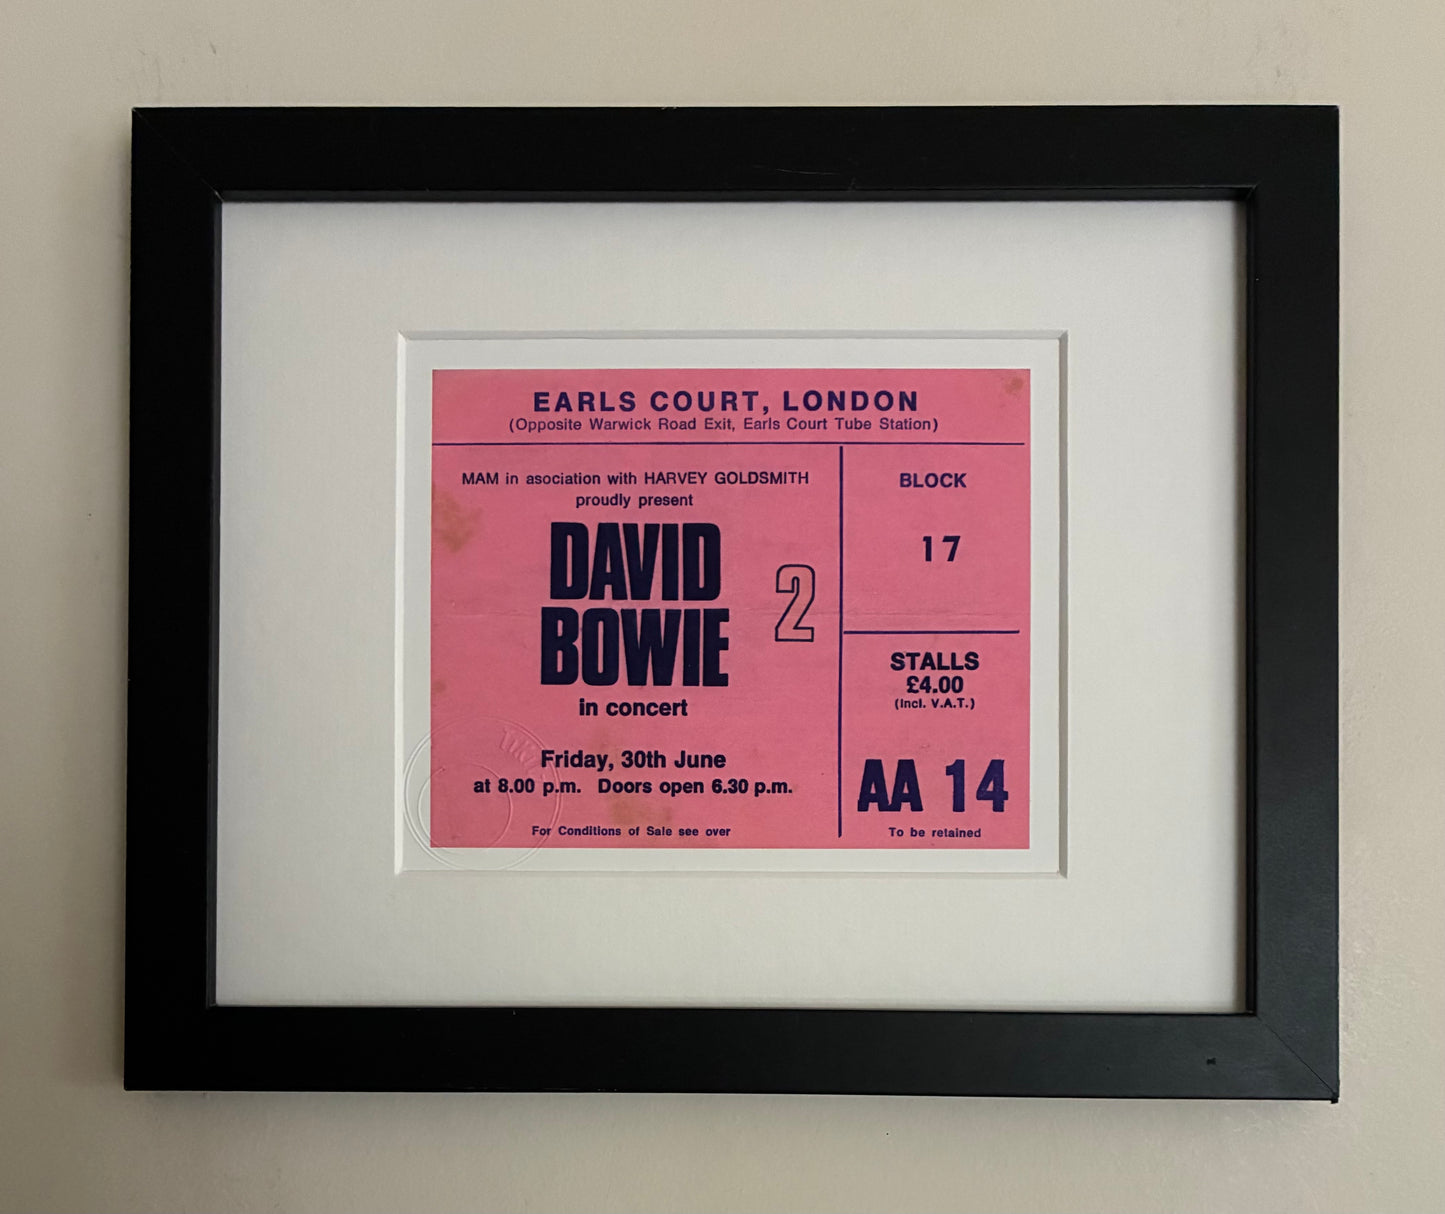 EARLS COURT, LONDON
(Opposite Warwick Road Exit, Earls Court Tube Station)
MAM in asociation with HARVEY GOLDSMITH
proudly present
DAVID
BOWIE
2
in concert
Friday, 30th June
at 8.00 p.m. Doors open 6.30 p.m.
For Conditions of Sale see over
BLOCK
17
STALLS
£4.00
(Incl. V.A.T.)
AA 14
To be retained